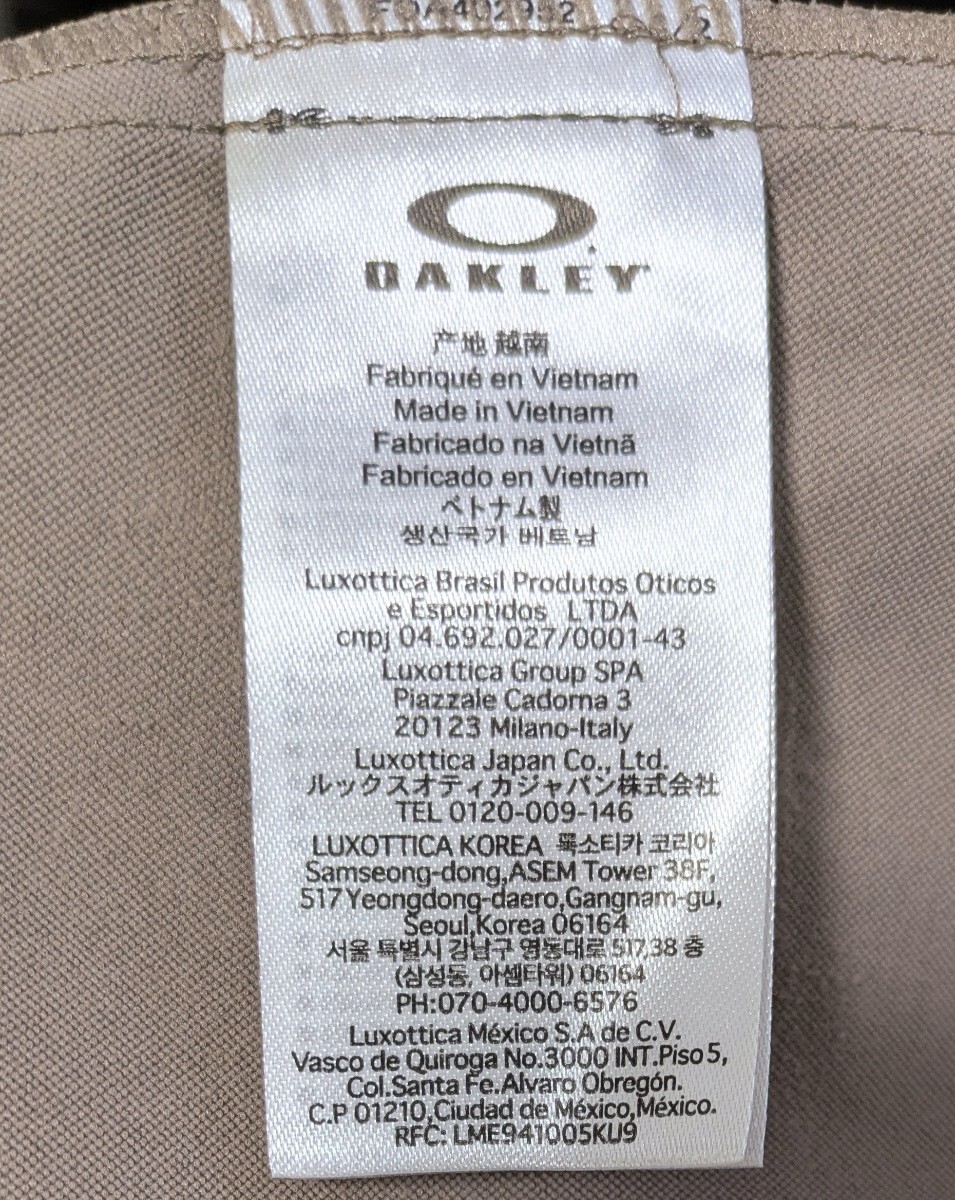 FOA402952
OAKLEY
产地 越南
Fabriqué en Vietnam
Made in Vietnam
Fabricado na Vietnã
Fabricado en Vietnam
ベトナム製
생산국가 베트남
Luxottica Brasil Produtos Oticos
e Esportidos LTDA
cnpj 04.692.027/0001-43
Luxottica Group SPA
Piazzale Cadorna 3
20123 Milano-Italy
Luxottica Japan Co., Ltd.
ルックスオティカジャパン株式会社
TEL 0120-009-146
LUXOTTICA KOREA 룩소티카 코리아
Samseong-dong,ASEM Tower 38F,
517 Yeongdong-daero,Gangnam-gu,
Seoul,Korea 06164
서울 특별시 강남구 영동대로 517,38 층
(삼성동, 아셈타워) 06164
PH:070-4000-6576
Luxottica México S.A de C.V.
Vasco de Quiroga No.3000 INT.Piso 5,
Col.Santa Fe.Alvaro Obregón.
C.P 01210,Ciudad de México,México.
RFC: LME941005KU9